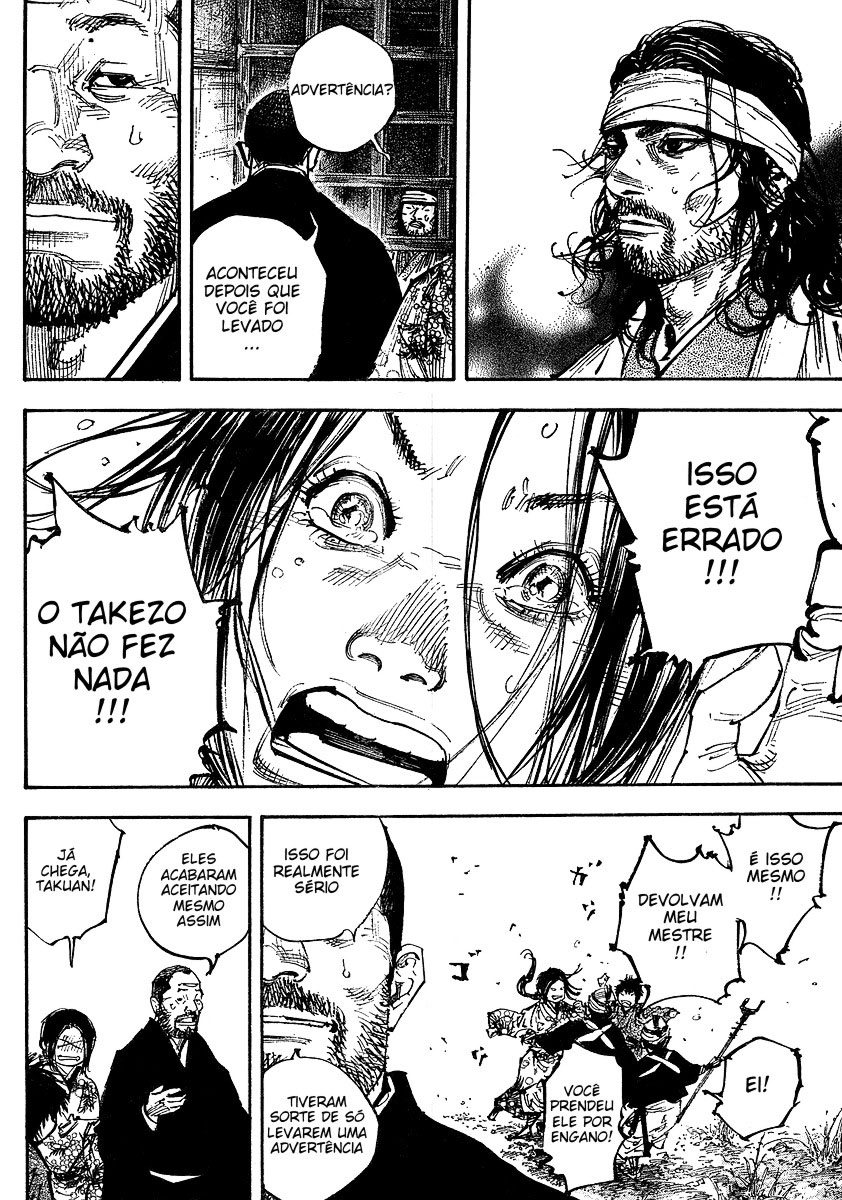 ADVERTÊNCIA?
ACONTECEU
DEPOIS QUE
VOCÊ FOI
LEVADO
...
ISSO
ESTÁ
ERRADO
!!!
O TAKEZO
NÃO FEZ
NADA
!!!
É ISSO
MESMO
!!
DEVOLVAM
MEU
MESTRE
!!
EI!
VOCÊ
PRENDEU
ELE POR
ENGANO!
ISSO FOI
REALMENTE
SÉRIO
TIVERAM
SORTE DE SÓ
LEVAREM UMA
ADVERTÊNCIA
ELES
ACABARAM
ACEITANDO
MESMO
ASSIM
JÁ
CHEGA,
TAKUAN!